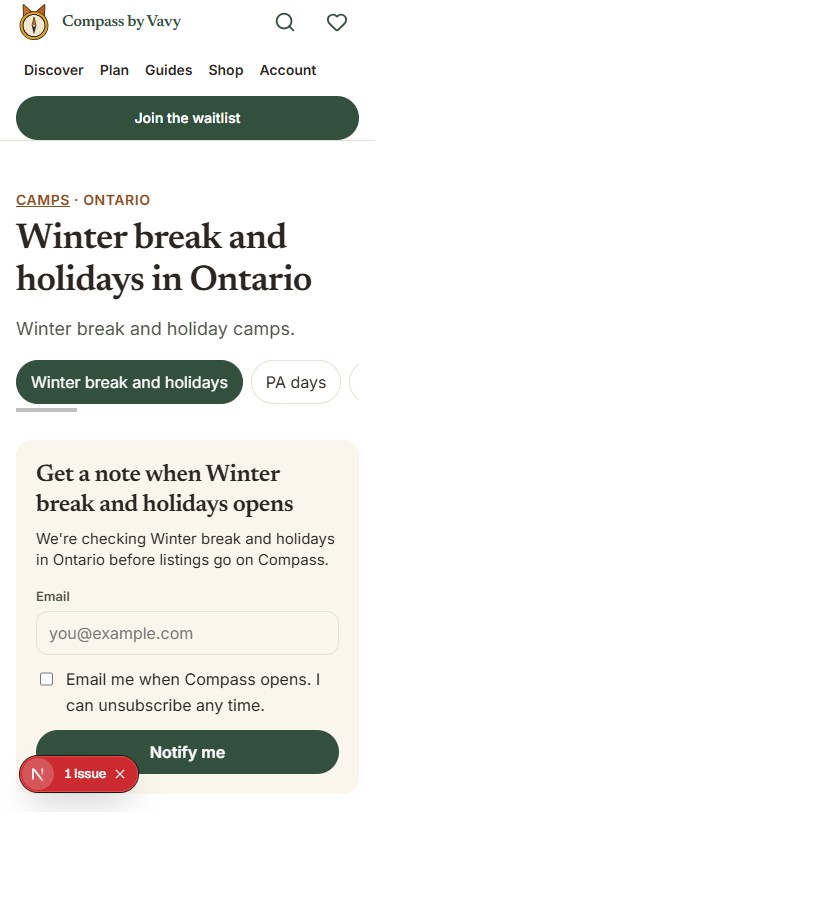 Compass by Vavy
Discover Plan Guides Shop Account
Join the waitlist
CAMPS · ONTARIO
Winter break and
holidays in Ontario
Winter break and holiday camps.
Winter break and holidays PA days
Get a note when Winter
break and holidays opens
We're checking Winter break and holidays
in Ontario before listings go on Compass.
Email
you@example.com
Email me when Compass opens. I
can unsubscribe any time.
Notify me
N 1 Issue